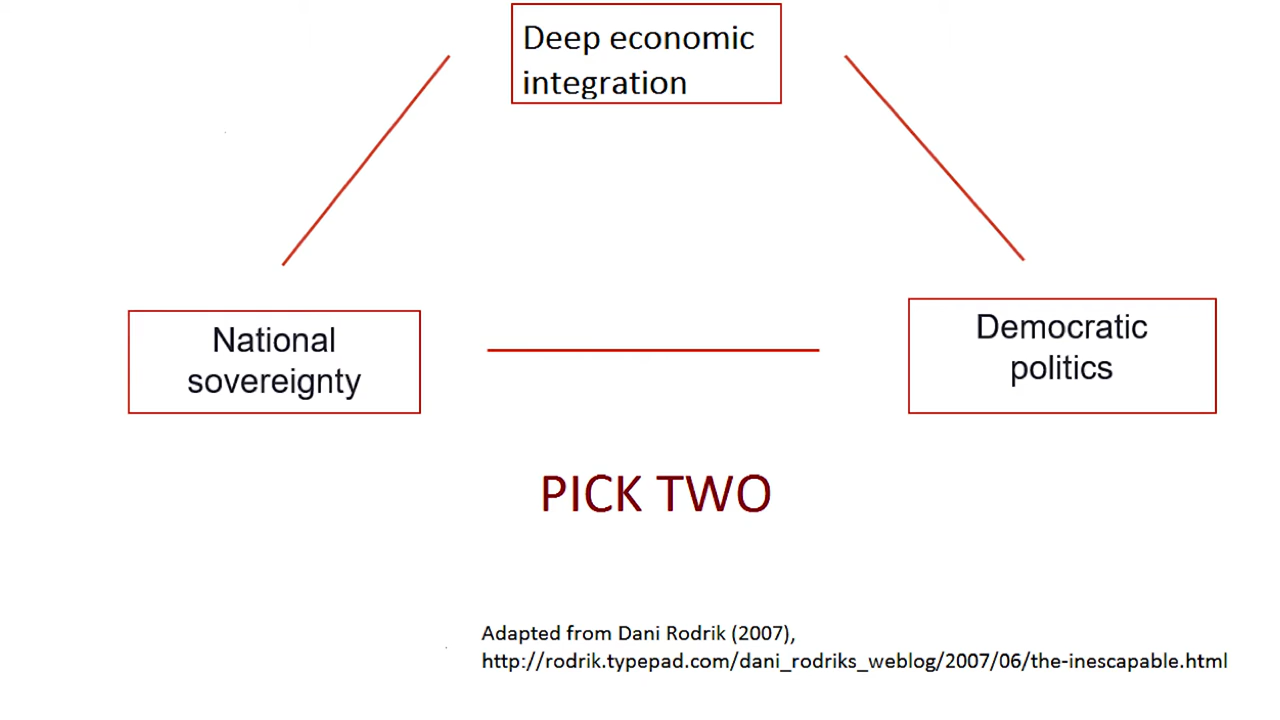 Deep economic
integration
National
sovereignty
Democratic
politics
PICK TWO
Adapted from Dani Rodrik (2007),
http://rodrik.typepad.com/dani_rodriks_weblog/2007/06/the-inescapable.html